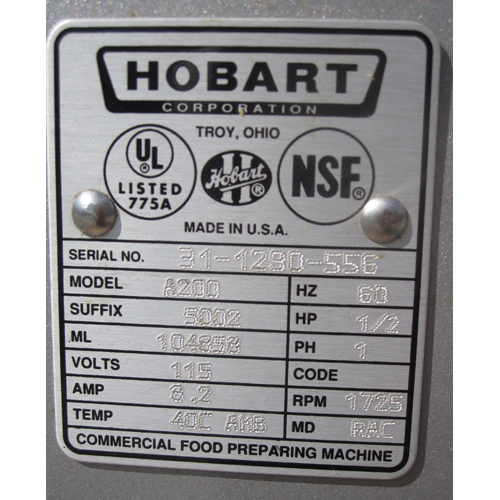 HOBART
CORPORATION
TROY, OHIO
UL
LISTED
775A
H
Hobart ®
NSF®
MADE IN U.S.A.
SERIAL NO. 31-1290-556
MODEL A200 HZ 60
SUFFIX 5002 HP 1/2
ML 104858 PH 1
VOLTS 115 CODE
AMP 8.2 RPM 1725
TEMP 40C AMB MD RAC
COMMERCIAL FOOD PREPARING MACHINE